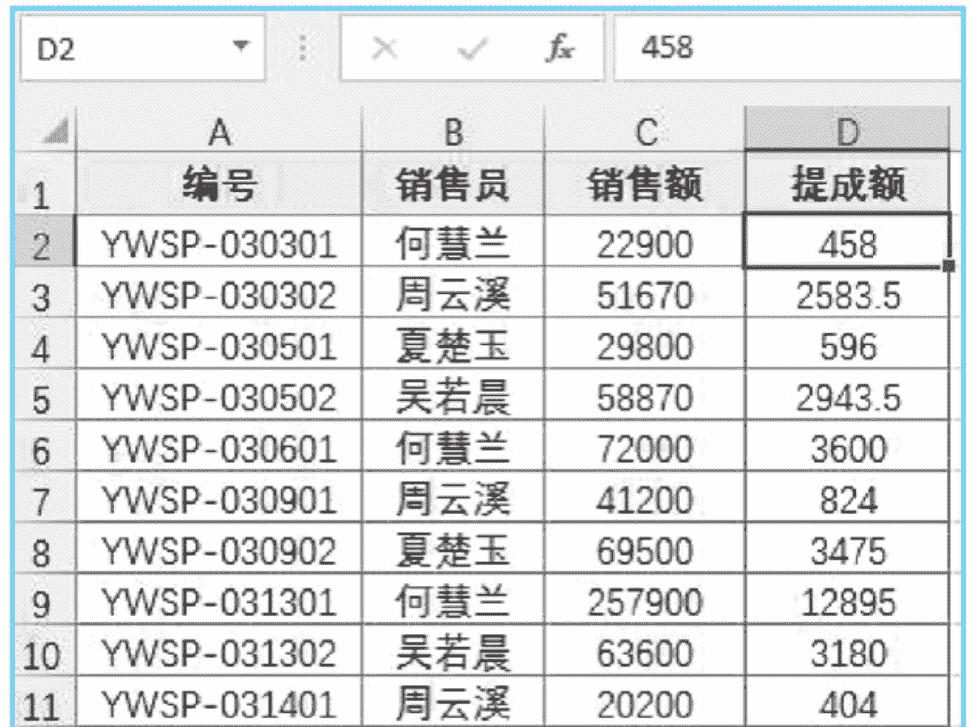 D2 fx 458
A B C D
1 编号 销售员 销售额 提成额
2 YWSP-030301 何慧兰 22900 458
3 YWSP-030302 周云溪 51670 2583.5
4 YWSP-030501 夏楚玉 29800 596
5 YWSP-030502 吴若晨 58870 2943.5
6 YWSP-030601 何慧兰 72000 3600
7 YWSP-030901 周云溪 41200 824
8 YWSP-030902 夏楚玉 69500 3475
9 YWSP-031301 何慧兰 257900 12895
10 YWSP-031302 吴若晨 63600 3180
11 YWSP-031401 周云溪 20200 404